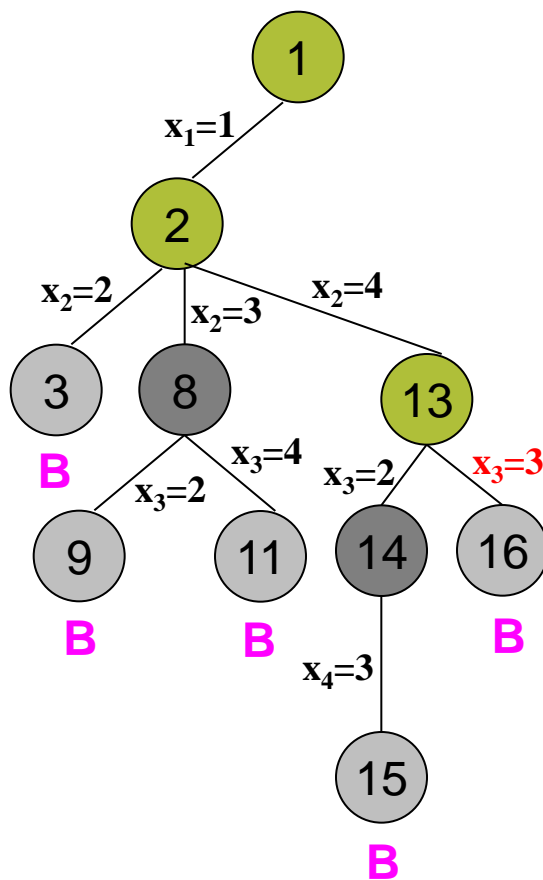 1
x₁=1
2
x₂=2
x₂=3
x₂=4
3
8
13
B
x₃=2
x₃=4
x₃=2
x₃=3
9
11
14
16
B
B
B
x₄=3
15
B